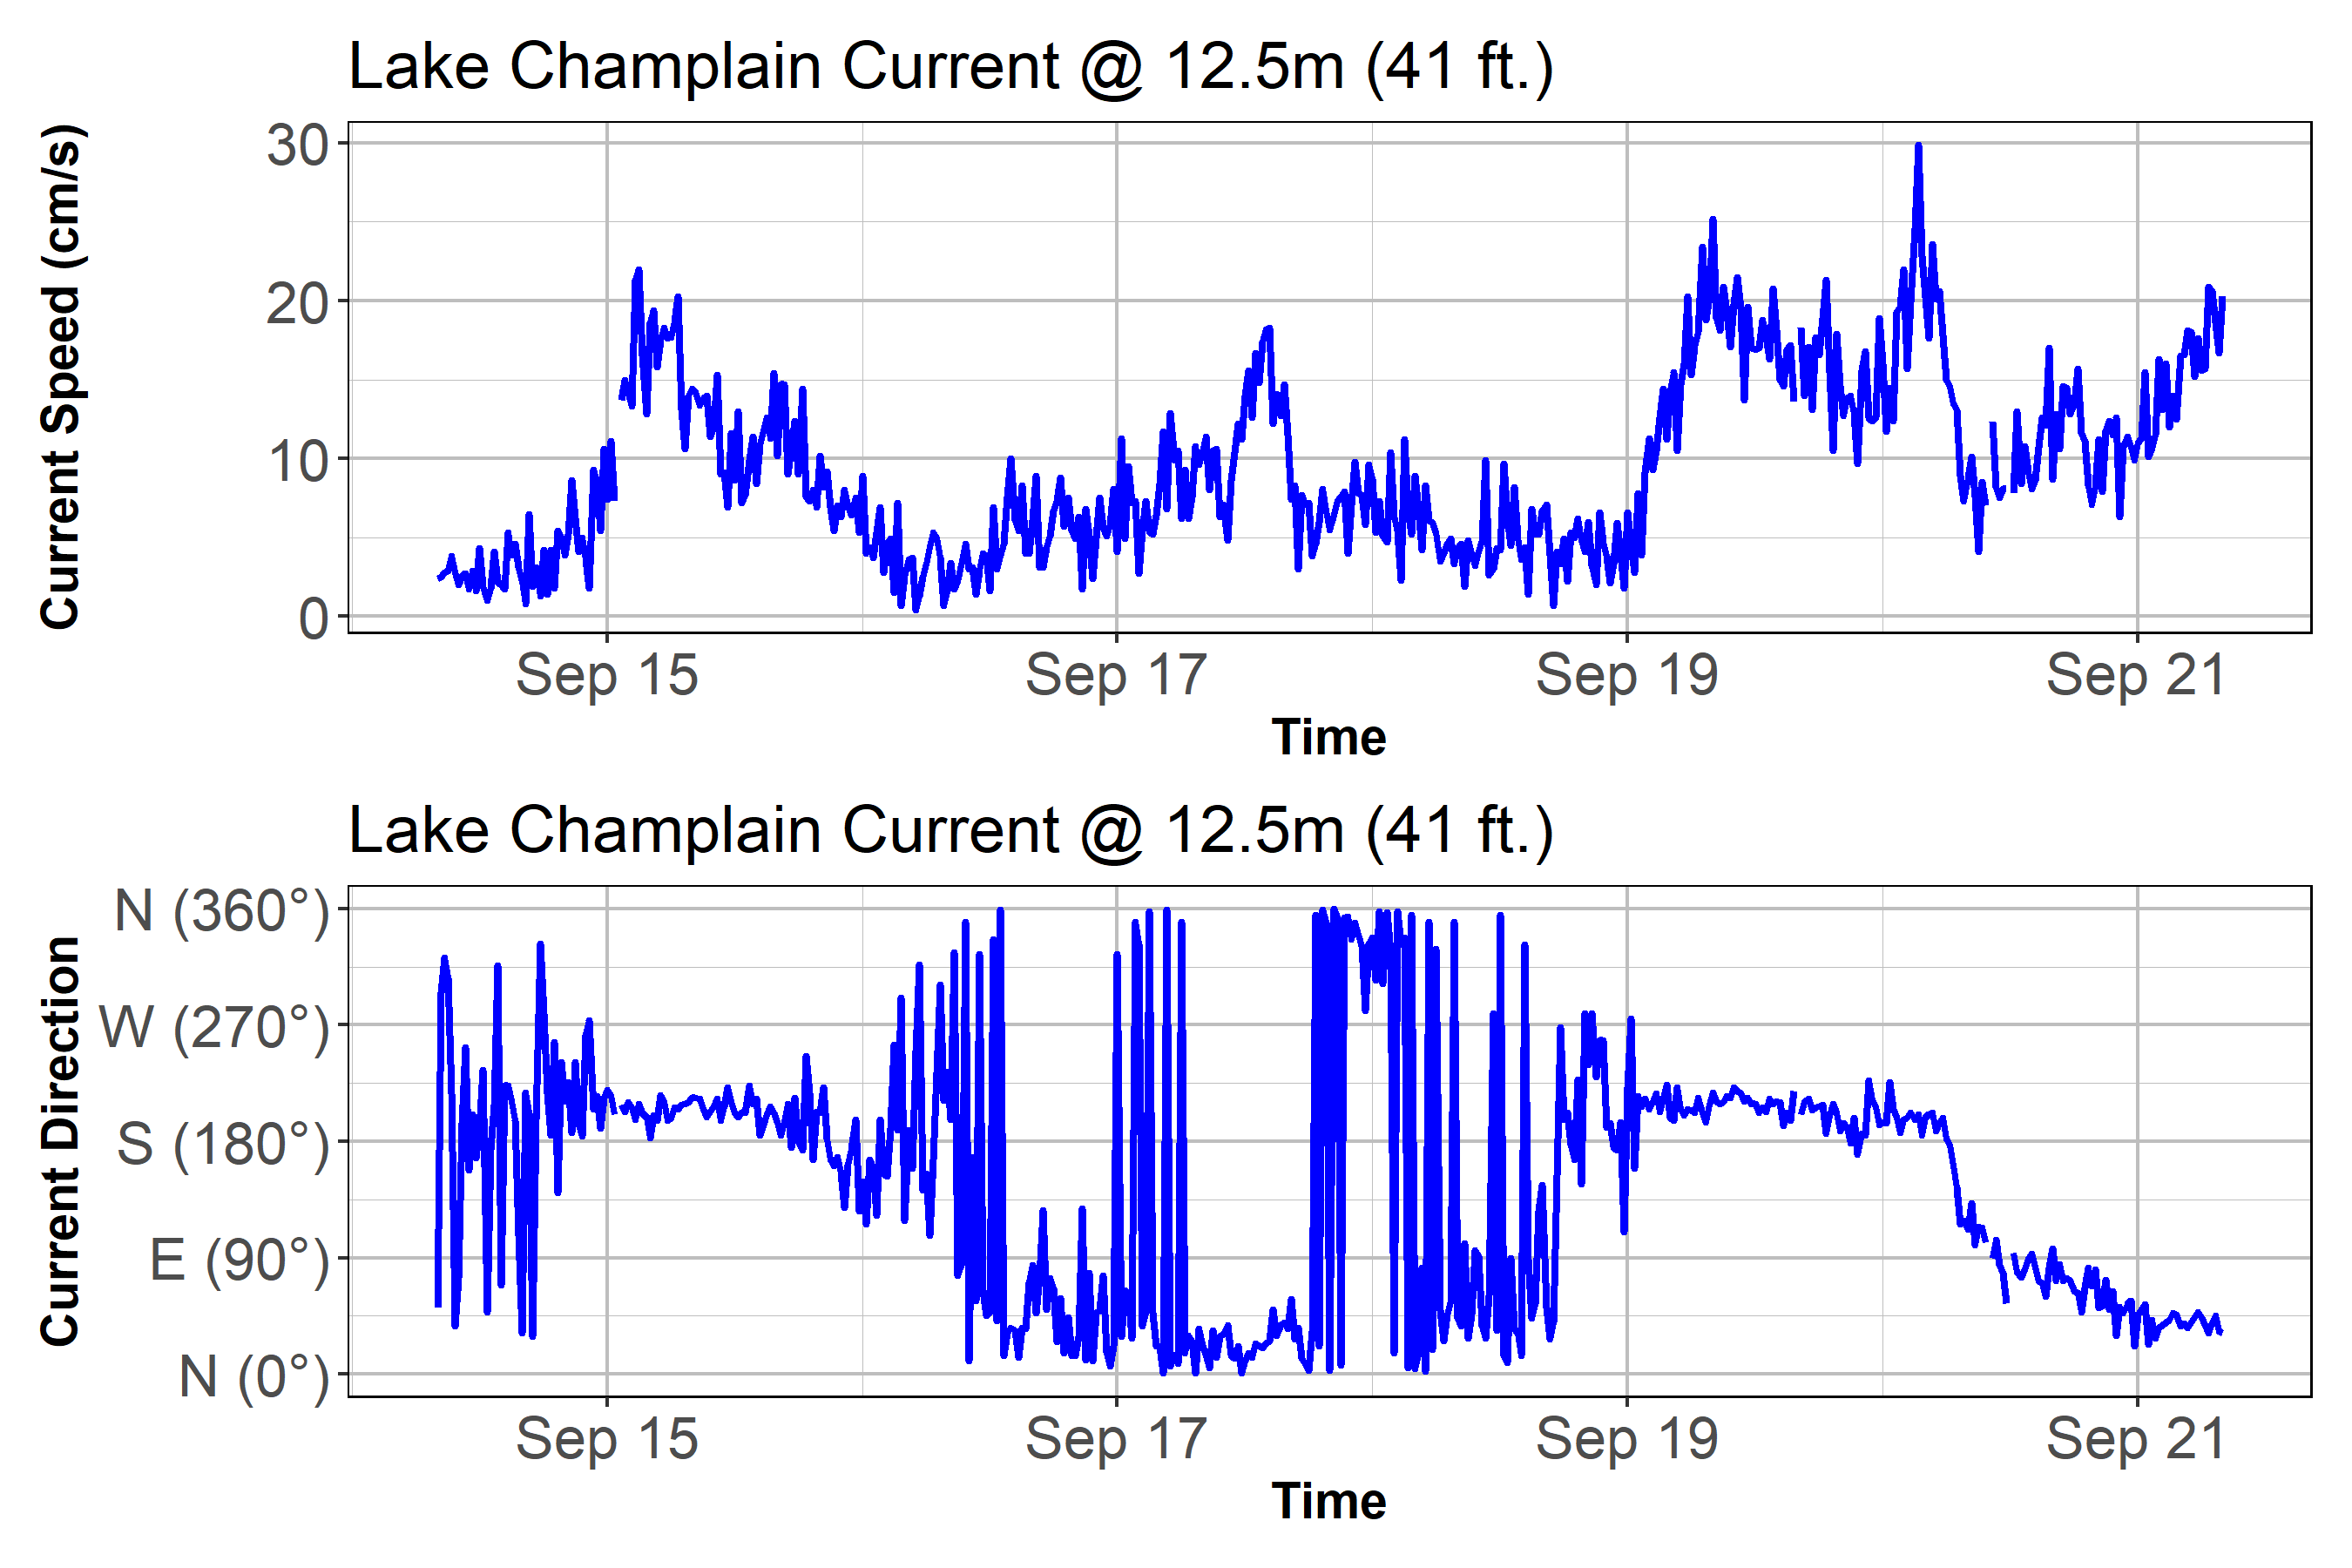 Lake Champlain Current @ 12.5m (41 ft.)
Current Speed (cm/s)
30
20
10
0
Sep 15 Sep 17 Sep 19 Sep 21
Time
Lake Champlain Current @ 12.5m (41 ft.)
Current Direction
N (360°)
W (270°)
S (180°)
E (90°)
N (0°)
Sep 15 Sep 17 Sep 19 Sep 21
Time